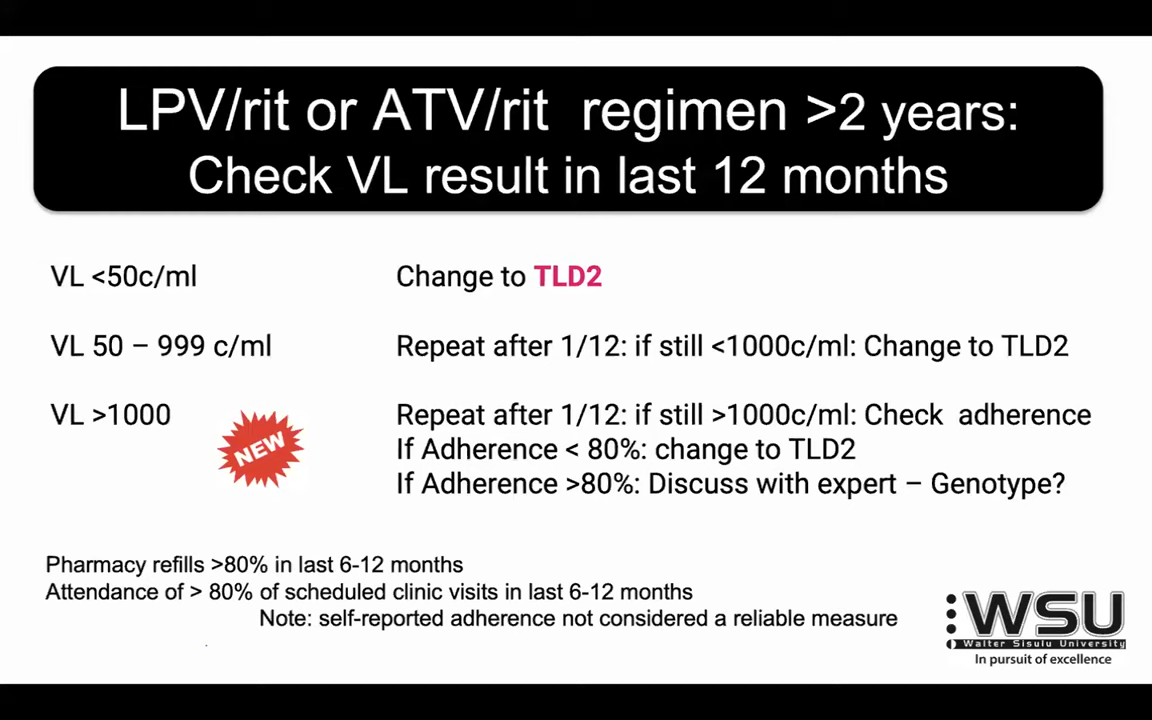 LPV/rit or ATV/rit regimen >2 years:
Check VL result in last 12 months
VL <50c/ml Change to TLD2
VL 50 – 999 c/ml Repeat after 1/12: if still <1000c/ml: Change to TLD2
VL >1000 Repeat after 1/12: if still >1000c/ml: Check adherence
NEW If Adherence < 80%: change to TLD2
If Adherence >80%: Discuss with expert – Genotype?
Pharmacy refills >80% in last 6-12 months
Attendance of > 80% of scheduled clinic visits in last 6-12 months
Note: self-reported adherence not considered a reliable measure
WSU
Walter Sisulu University
In pursuit of excellence